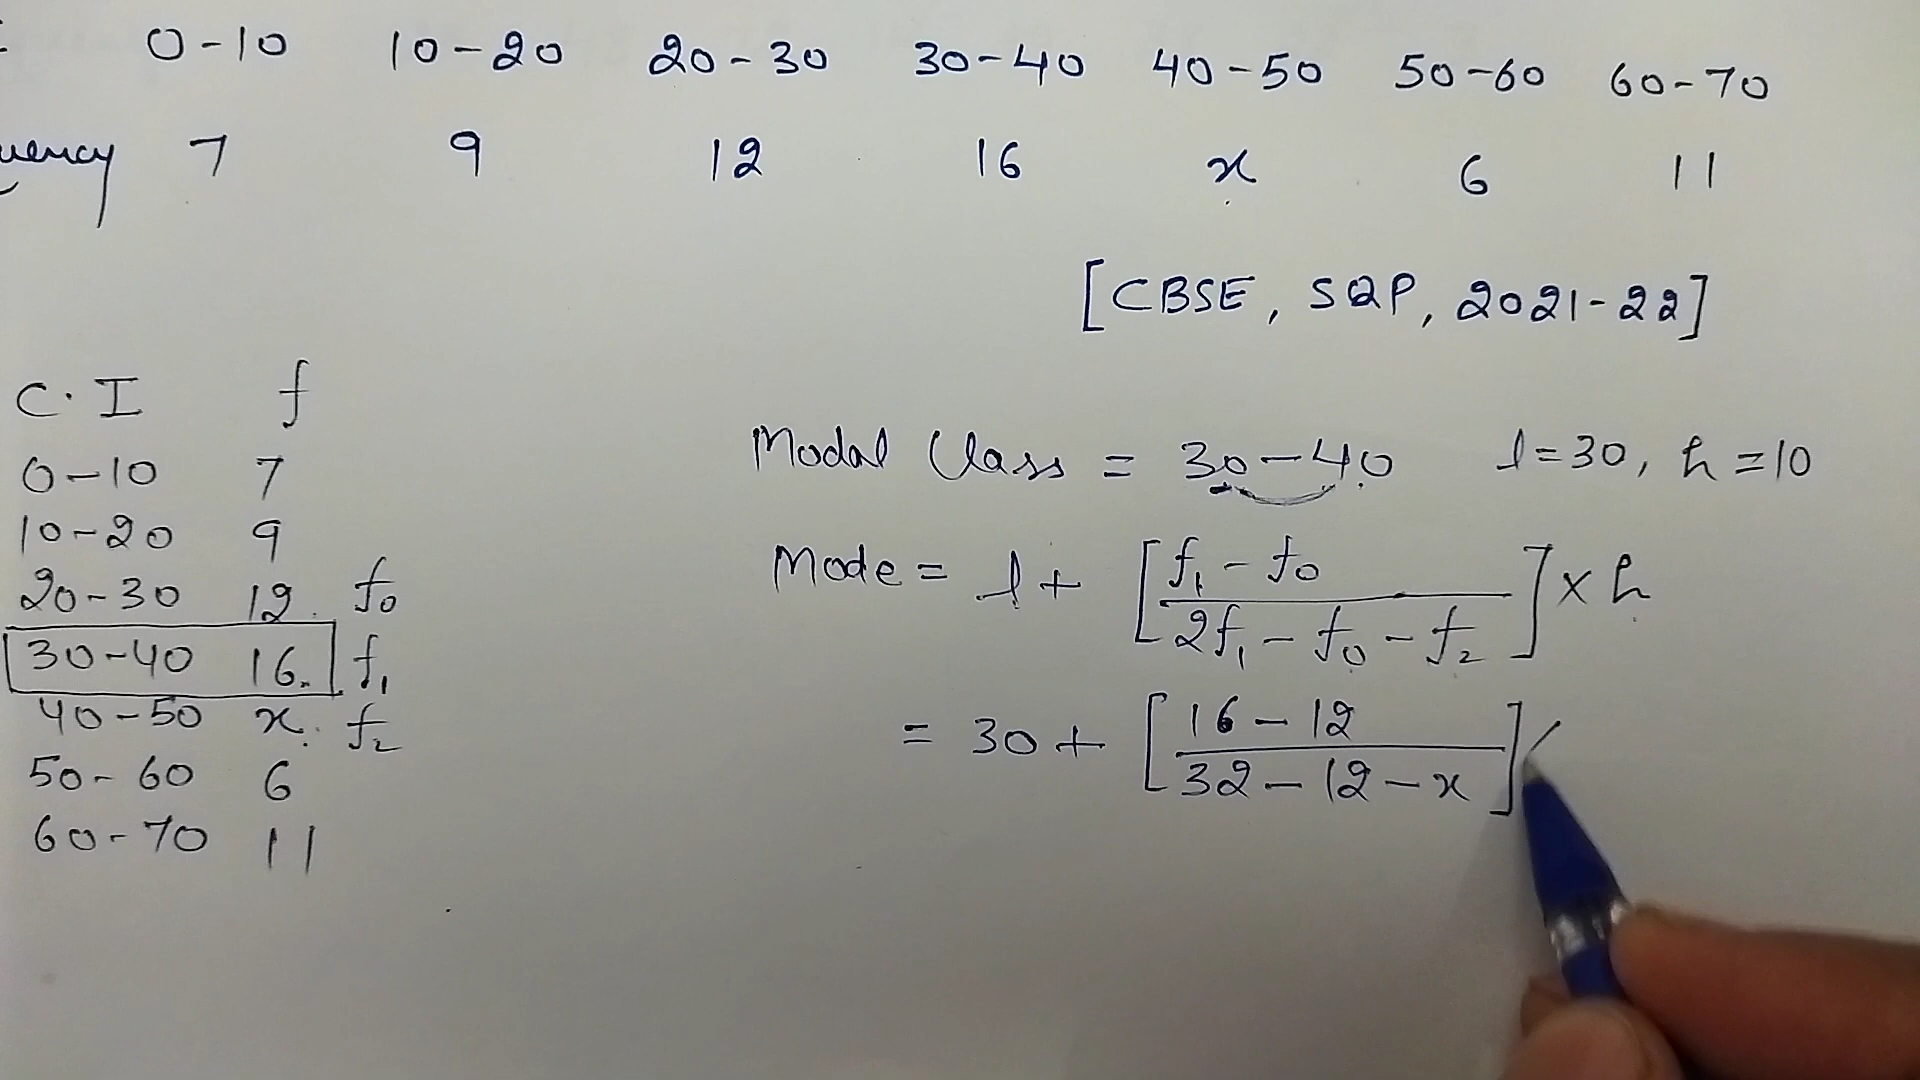 0-10 10-20 20-30 30-40 40-50 50-60 60-70
uency 7 9 12 16 x 6 11
[CBSE, SQP, 2021-22]
C.I f
0-10 7
10-20 9
20-30 12 f₀
30-40 16 f₁
40-50 x f₂
50-60 6
60-70 11
Modal Class = 30-40 l=30, h=10
Mode = l + [f₁ - f₀ / 2f₁ - f₀ - f₂] × h
= 30 + [16 - 12 / 32 - 12 - x]